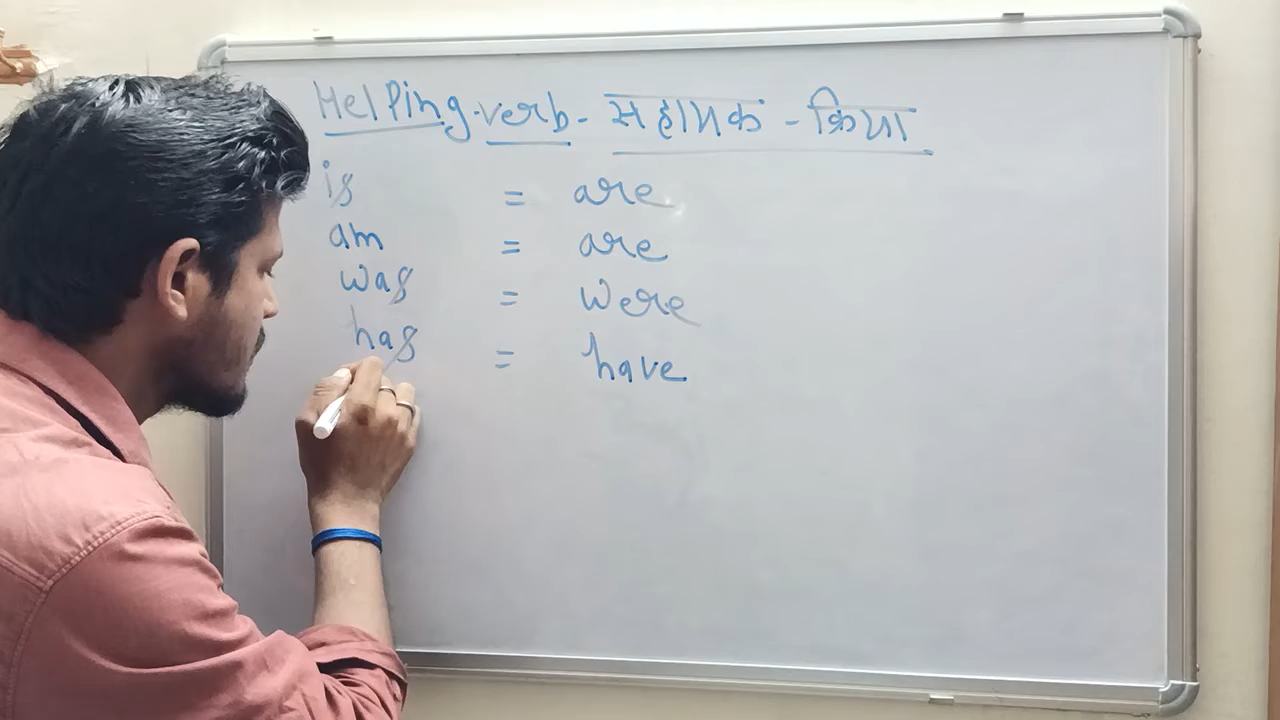 Helping verb - सहायक - क्रिया
is = are
am = are
was = were
has = have